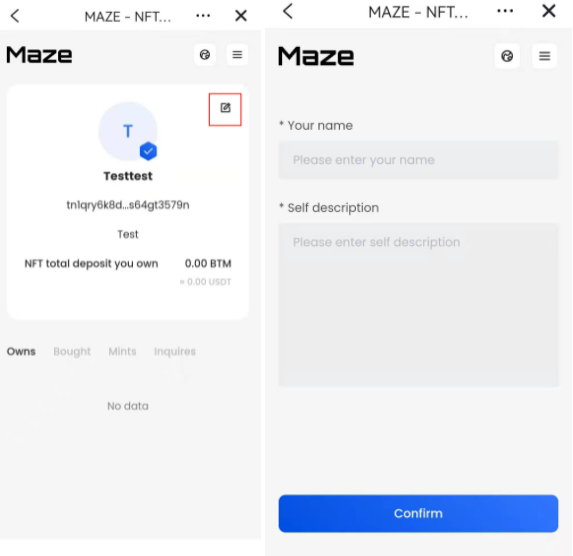 MAZE - NFT...
Maze
T
Testtest
tn1qry6k8d...s64gt3579n
Test
NFT total deposit you own 0.00 BTM
≈ 0.00 USDT
Owns Bought Mints Inquires
No data
MAZE - NFT...
Maze
* Your name
Please enter your name
* Self description
Please enter self description
Confirm